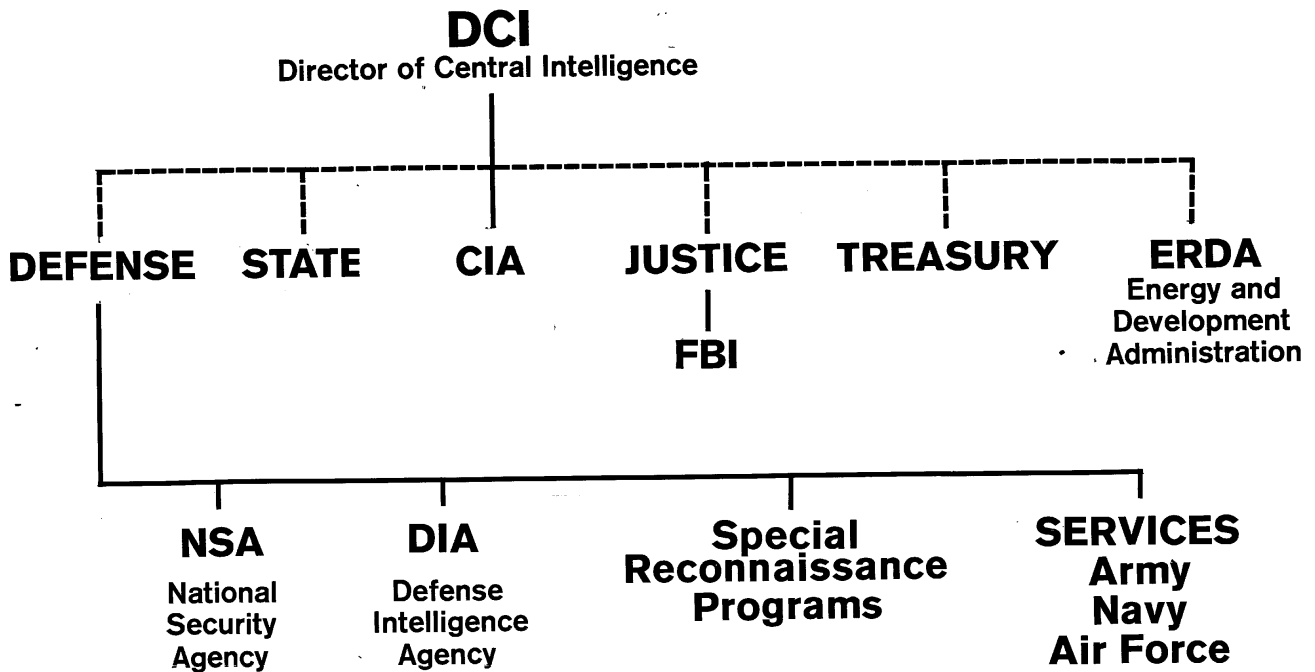 DCI
Director of Central Intelligence
DEFENSE
STATE
CIA
JUSTICE
TREASURY
ERDA
Energy and
Development
Administration
FBI
NSA
National
Security
Agency
DIA
Defense
Intelligence
Agency
Special
Reconnaissance
Programs
SERVICES
Army
Navy
Air Force